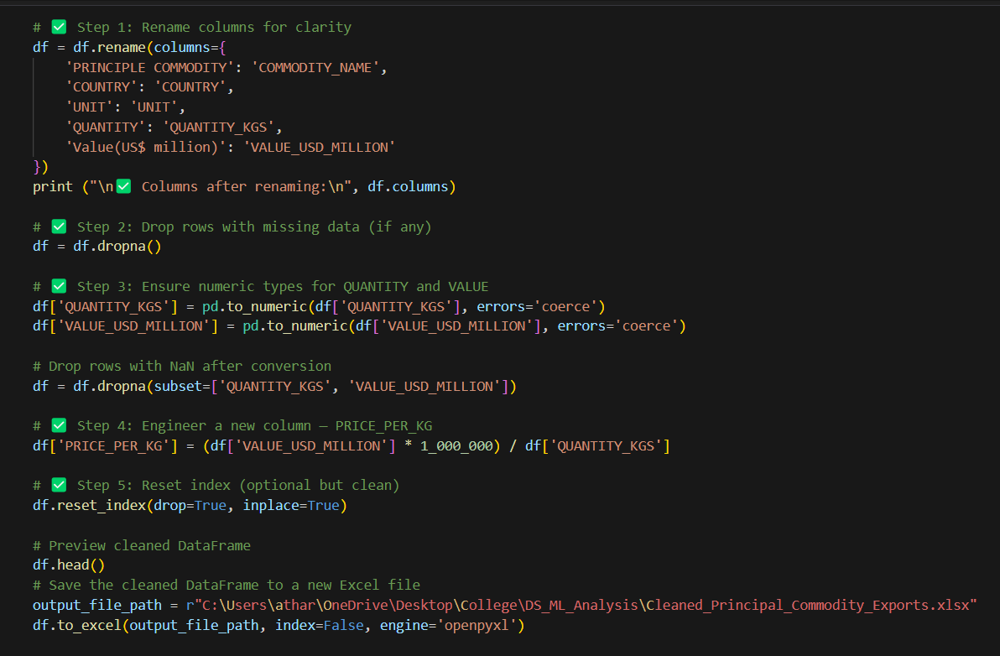 # ✅ Step 1: Rename columns for clarity
df = df.rename(columns={
    'PRINCIPLE COMMODITY': 'COMMODITY_NAME',
    'COUNTRY': 'COUNTRY',
    'UNIT': 'UNIT',
    'QUANTITY': 'QUANTITY_KGS',
    'Value(US$ million)': 'VALUE_USD_MILLION'
})
print ("\n✅ Columns after renaming:\n", df.columns)

# ✅ Step 2: Drop rows with missing data (if any)
df = df.dropna()

# ✅ Step 3: Ensure numeric types for QUANTITY and VALUE
df['QUANTITY_KGS'] = pd.to_numeric(df['QUANTITY_KGS'], errors='coerce')
df['VALUE_USD_MILLION'] = pd.to_numeric(df['VALUE_USD_MILLION'], errors='coerce')

# Drop rows with NaN after conversion
df = df.dropna(subset=['QUANTITY_KGS', 'VALUE_USD_MILLION'])

# ✅ Step 4: Engineer a new column — PRICE_PER_KG
df['PRICE_PER_KG'] = (df['VALUE_USD_MILLION'] * 1_000_000) / df['QUANTITY_KGS']

# ✅ Step 5: Reset index (optional but clean)
df.reset_index(drop=True, inplace=True)

# Preview cleaned DataFrame
df.head()
# Save the cleaned DataFrame to a new Excel file
output_file_path = r"C:\Users\athar\OneDrive\Desktop\College\DS_ML_Analysis\Cleaned_Principal_Commodity_Exports.xlsx"
df.to_excel(output_file_path, index=False, engine='openpyxl')